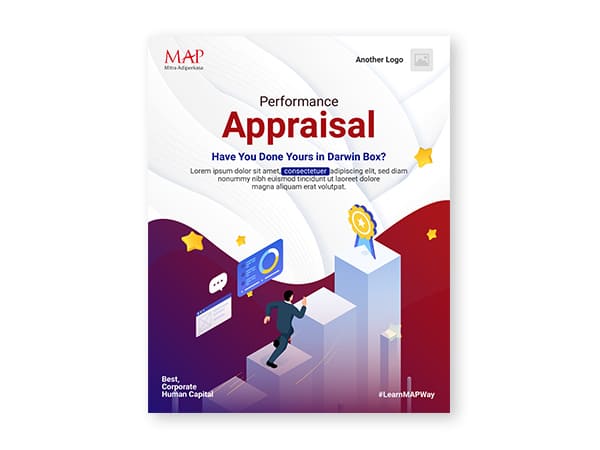 MAP
Mitra Adiperkasa
Another Logo
Performance
Appraisal
Have You Done Yours in Darwin Box?
Lorem ipsum dolor sit amet, consectetuer adipiscing elit, sed diam
nonummy nibh euismod tincidunt ut laoreet dolore
magna aliquam erat volutpat.
Best,
Corporate
Human Capital
#LearnMAPWay